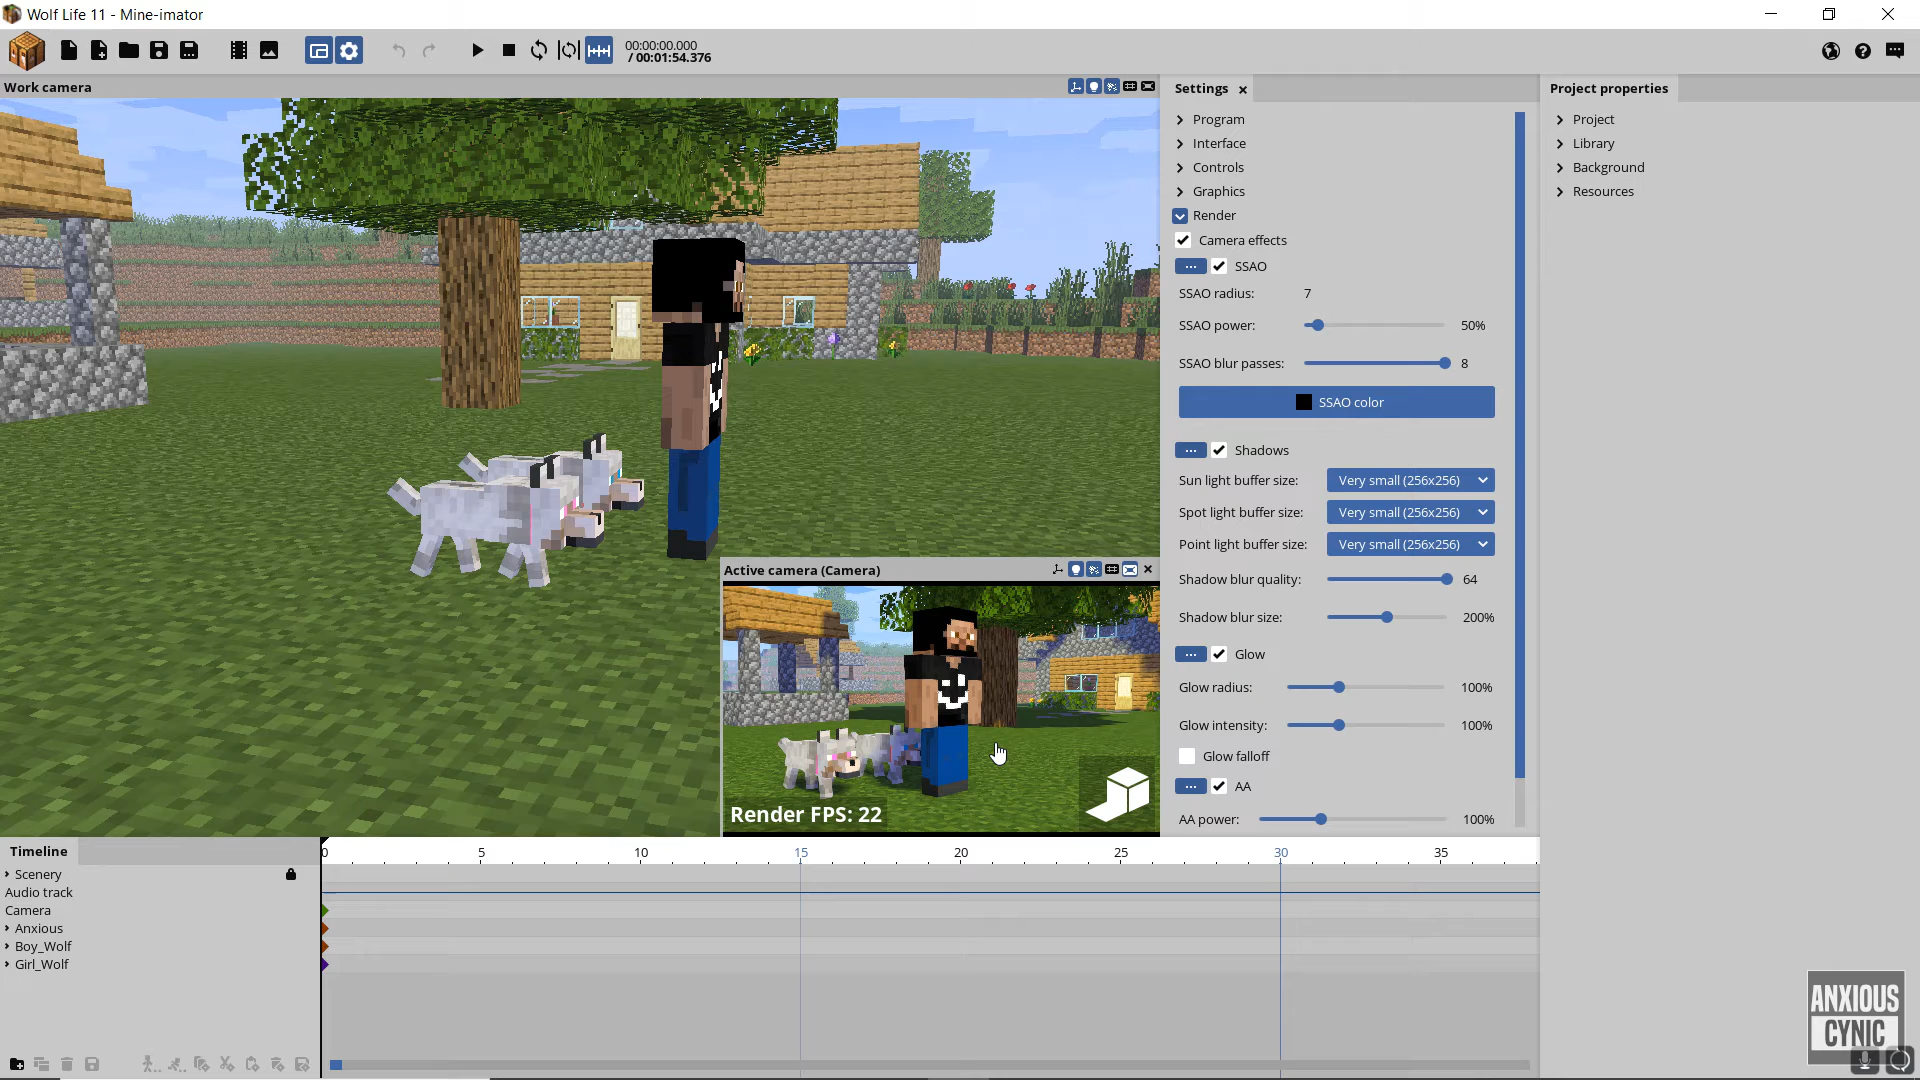 Wolf Life 11 - Mine-imator
00:00:00.000
/ 00:01:54.376
Work camera
Settings
Program
Interface
Controls
Graphics
Render
Camera effects
... SSAO
SSAO radius: 7
SSAO power: 50%
SSAO blur passes: 8
SSAO color
... Shadows
Sun light buffer size: Very small (256x256)
Spot light buffer size: Very small (256x256)
Point light buffer size: Very small (256x256)
Shadow blur quality: 64
Shadow blur size: 200%
... Glow
Glow radius: 100%
Glow intensity: 100%
Glow falloff
... AA
AA power: 100%
Project properties
Project
Library
Background
Resources
Active camera (Camera)
Render FPS: 22
Timeline
0 5 10 15 20 25 30 35
Scenery
Audio track
Camera
Anxious
Boy_Wolf
Girl_Wolf
ANXIOUS
CYNIC